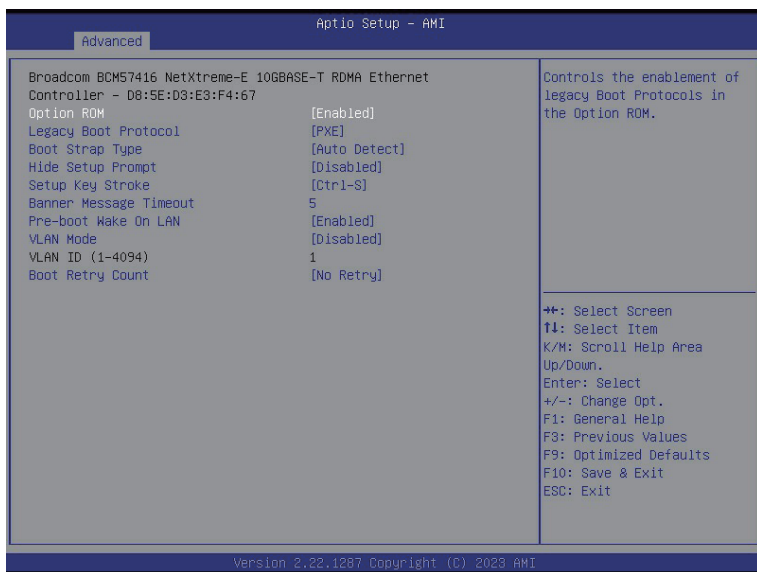 Aptio Setup – AMI
Advanced
Broadcom BCM57416 NetXtreme-E 10GBASE-T RDMA Ethernet
Controller – D8:5E:D3:E3:F4:67
Option ROM [Enabled]
Legacy Boot Protocol [PXE]
Boot Strap Type [Auto Detect]
Hide Setup Prompt [Disabled]
Setup Key Stroke [Ctrl-S]
Banner Message Timeout 5
Pre-boot Wake On LAN [Enabled]
VLAN Mode [Disabled]
VLAN ID (1-4094) 1
Boot Retry Count [No Retry]
Controls the enablement of
legacy Boot Protocols in
the Option ROM.
→←: Select Screen
↑↓: Select Item
K/M: Scroll Help Area
Up/Down.
Enter: Select
+/-: Change Opt.
F1: General Help
F3: Previous Values
F9: Optimized Defaults
F10: Save & Exit
ESC: Exit
Version 2.22.1287 Copyright (C) 2023 AMI